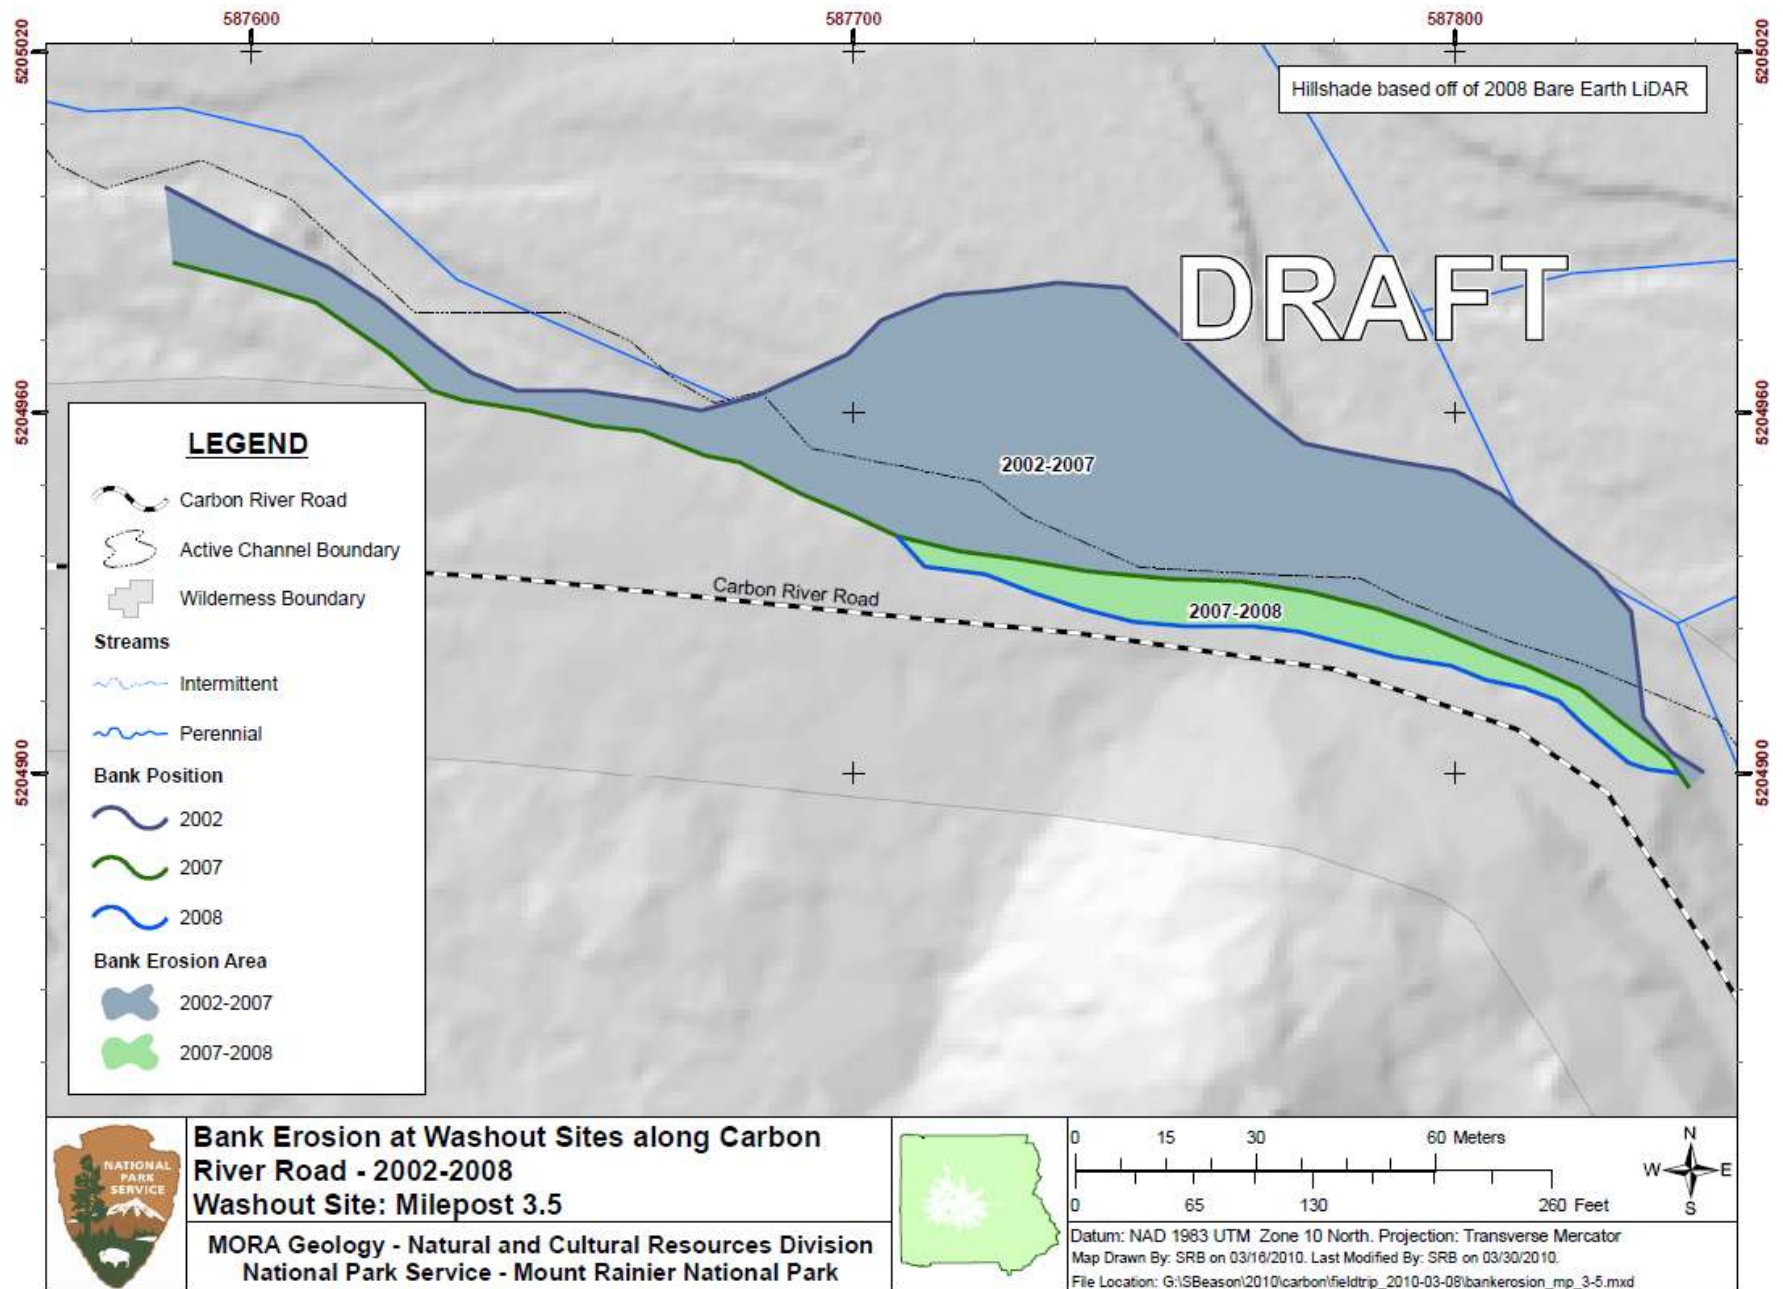 587600
587700
587800
5205020
5205020
Hillshade based off of 2008 Bare Earth LiDAR
DRAFT
5204960
5204960
2002-2007
Carbon River Road
2007-2008
5204900
5204900
LEGEND
Carbon River Road
Active Channel Boundary
Wilderness Boundary
Streams
Intermittent
Perennial
Bank Position
2002
2007
2008
Bank Erosion Area
2002-2007
2007-2008
NATIONAL
PARK
SERVICE
Bank Erosion at Washout Sites along Carbon
River Road - 2002-2008
Washout Site: Milepost 3.5
MORA Geology - Natural and Cultural Resources Division
National Park Service - Mount Rainier National Park
0 15 30 60 Meters
0 65 130 260 Feet
N
W E
S
Datum: NAD 1983 UTM Zone 10 North. Projection: Transverse Mercator
Map Drawn By: SRB on 03/16/2010. Last Modified By: SRB on 03/30/2010.
File Location: G:\SBeason\2010\carbon\fieldtrip_2010-03-08\bankerosion_mp_3-5.mxd